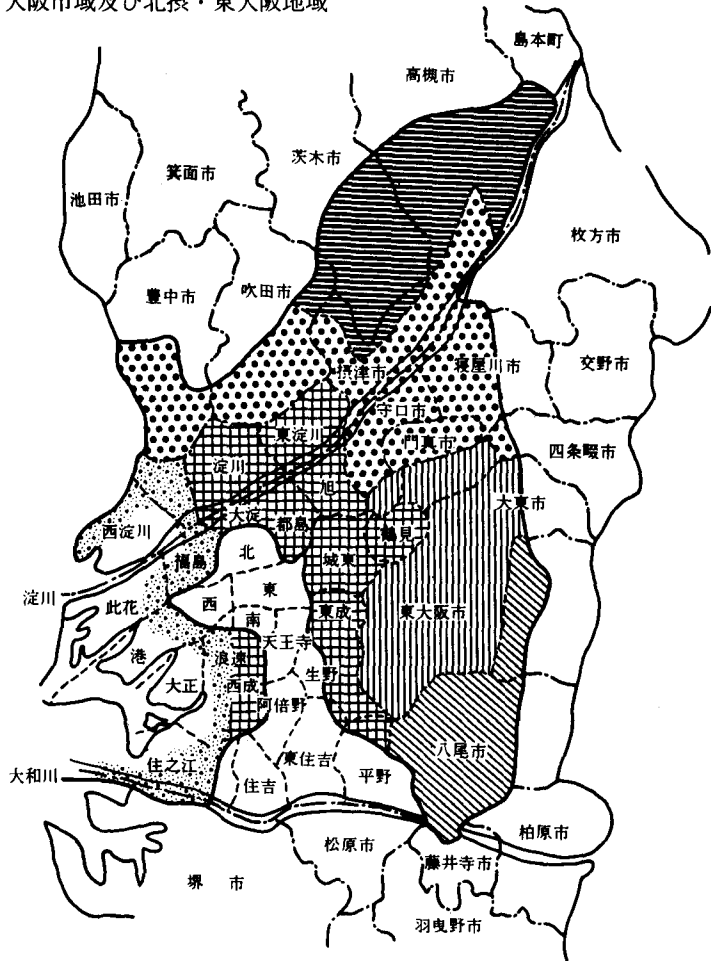 大阪市域及び北摂・東大阪地域
島本町
高槻市
茨木市
箕面市
池田市
枚方市
豊中市
吹田市
摂津市
寝屋川市
交野市
守口市
東淀川
門真市
四条畷市
淀川
旭
大東市
西淀川
大淀
都島
鶴見
福島
北
城東
淀川
此花
西
東
東成
東大阪市
南
天王寺
港
浪速
生野
大正
西成
阿倍野
八尾市
住之江
東住吉
大和川
住吉
平野
柏原市
松原市
藤井寺市
堺 市
羽曳野市